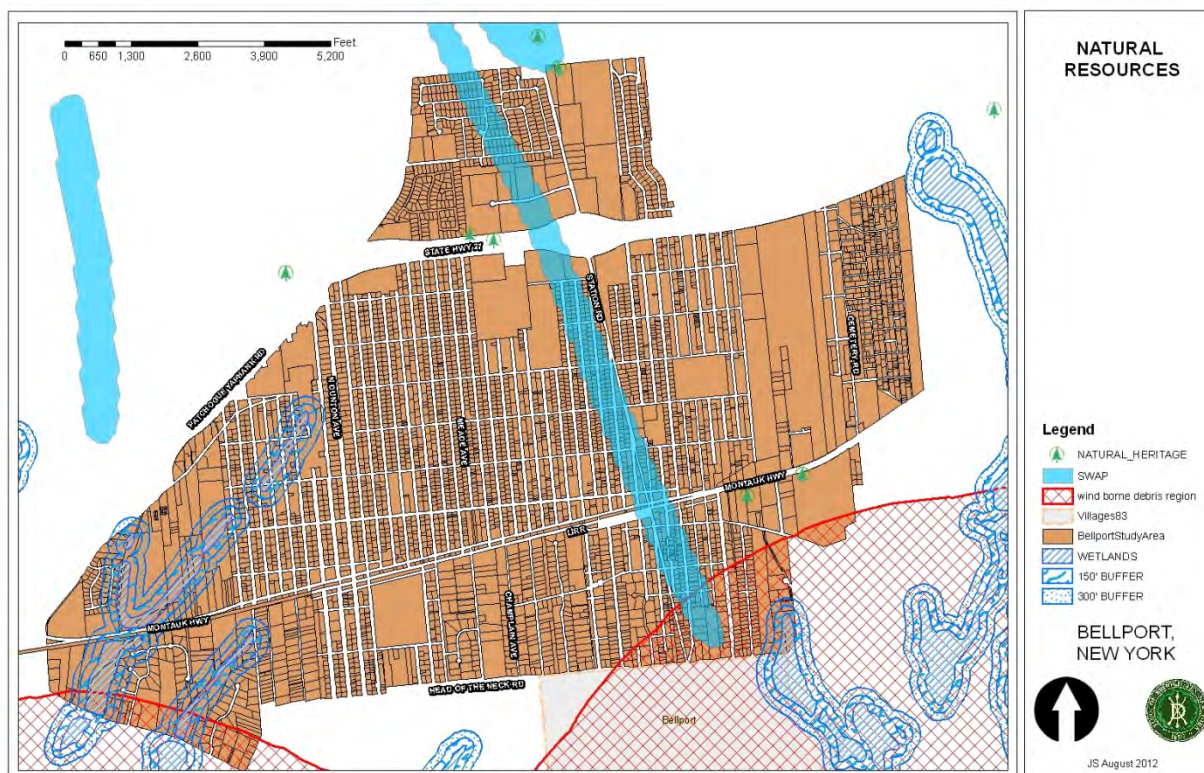 Feet
0 650 1,300 2,600 3,900 5,200
STATE HWY 27
STATION RD
CEMETERY RD
PATCHOGUE YAPHANK RD
N DUNTON AVE
MONTAUK HWY
LIRR
MONTAUK HWY
CHAMPLAIN AVE
HEAD OF THE NECK RD
Bellport
NATURAL
RESOURCES
Legend
NATURAL_HERITAGE
SWAP
wind borne debris region
Villages83
BellportStudyArea
WETLANDS
150' BUFFER
300' BUFFER
BELLPORT,
NEW YORK
JS August 2012